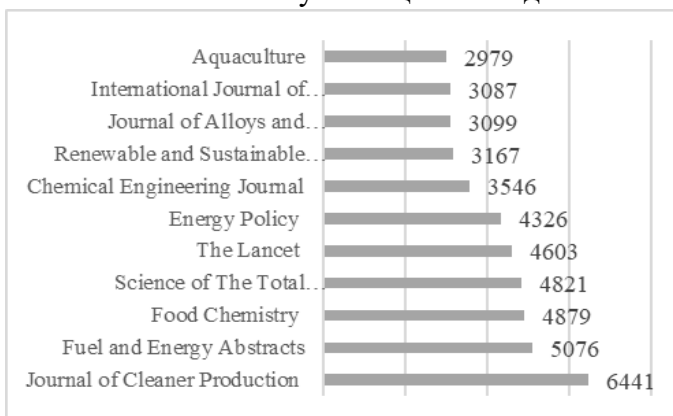 Aquaculture 2979
International Journal of... 3087
Journal of Alloys and... 3099
Renewable and Sustainable... 3167
Chemical Engineering Journal 3546
Energy Policy 4326
The Lancet 4603
Science of The Total... 4821
Food Chemistry 4879
Fuel and Energy Abstracts 5076
Journal of Cleaner Production 6441